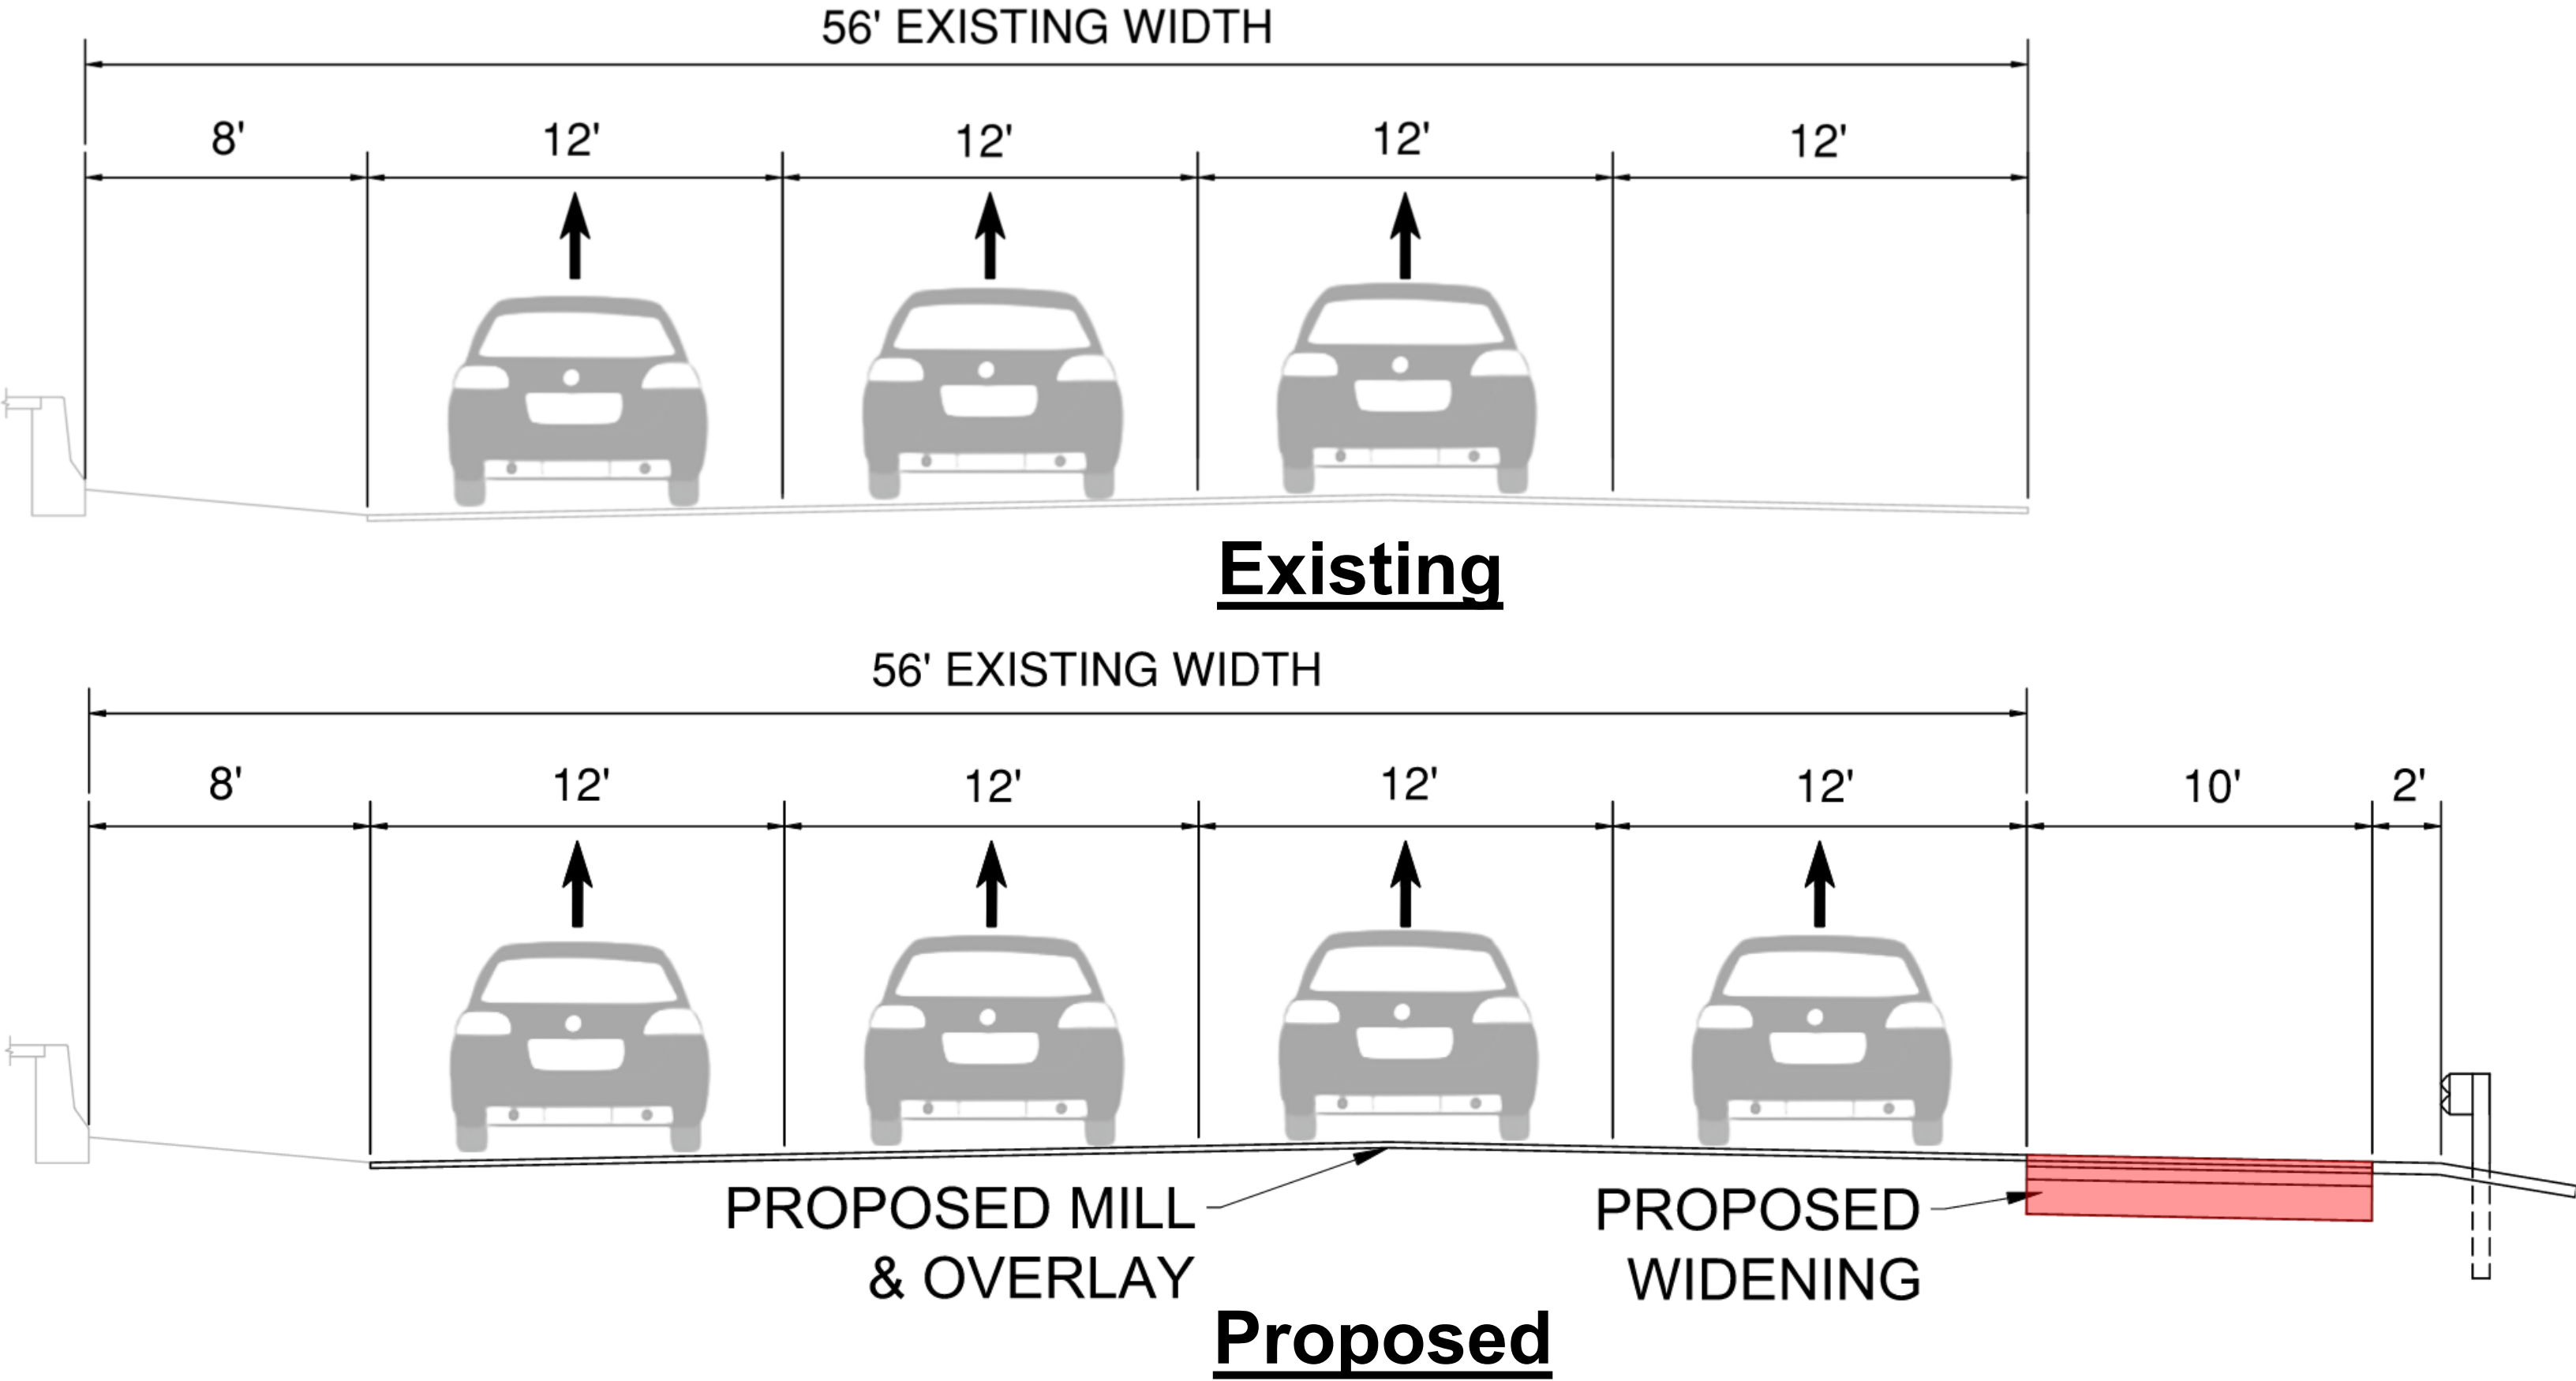 56' EXISTING WIDTH
8' 12' 12' 12' 12'
Existing
56' EXISTING WIDTH
8' 12' 12' 12' 12' 10' 2'
PROPOSED MILL
& OVERLAY
PROPOSED
WIDENING
Proposed